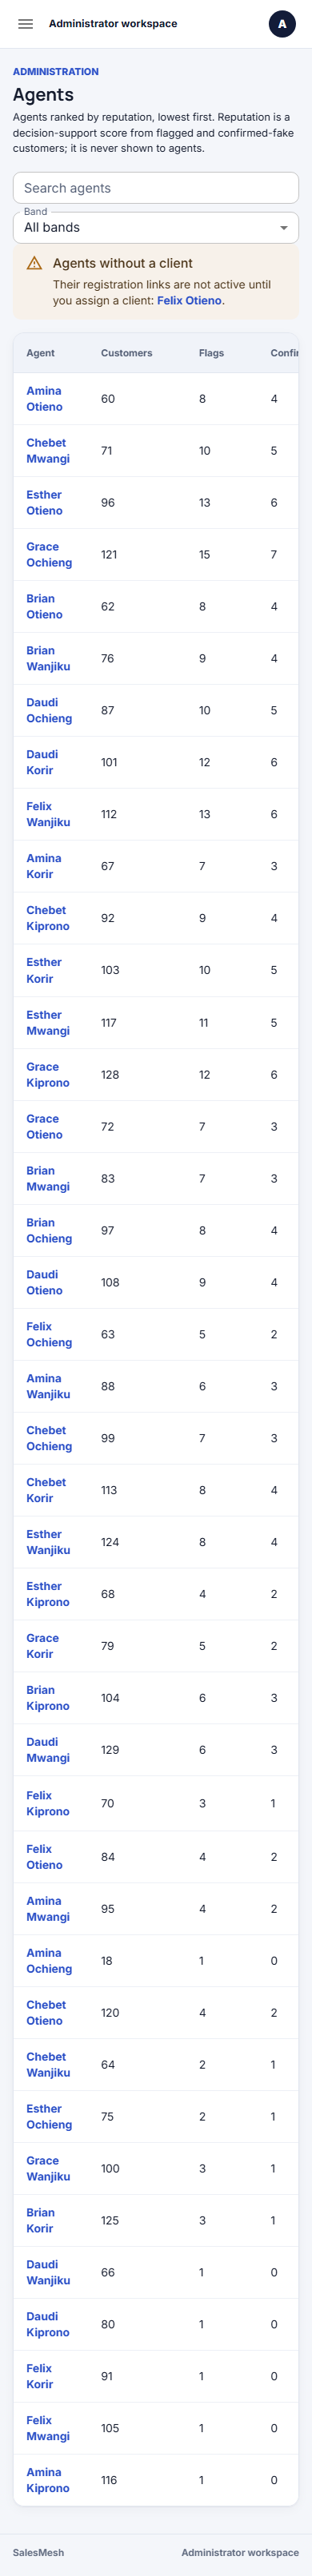 Administrator workspace
A
ADMINISTRATION
Agents
Agents ranked by reputation, lowest first. Reputation is a
decision-support score from flagged and confirmed-fake
customers; it is never shown to agents.
Search agents
Band
All bands
Agents without a client
Their registration links are not active until
you assign a client: Felix Otieno.
Agent Customers Flags Confir
Amina Otieno 60 8 4
Chebet Mwangi 71 10 5
Esther Otieno 96 13 6
Grace Ochieng 121 15 7
Brian Otieno 62 8 4
Brian Wanjiku 76 9 4
Daudi Ochieng 87 10 5
Daudi Korir 101 12 6
Felix Wanjiku 112 13 6
Amina Korir 67 7 3
Chebet Kiprono 92 9 4
Esther Korir 103 10 5
Esther Mwangi 117 11 5
Grace Kiprono 128 12 6
Grace Otieno 72 7 3
Brian Mwangi 83 7 3
Brian Ochieng 97 8 4
Daudi Otieno 108 9 4
Felix Ochieng 63 5 2
Amina Wanjiku 88 6 3
Chebet Ochieng 99 7 3
Chebet Korir 113 8 4
Esther Wanjiku 124 8 4
Esther Kiprono 68 4 2
Grace Korir 79 5 2
Brian Kiprono 104 6 3
Daudi Mwangi 129 6 3
Felix Kiprono 70 3 1
Felix Otieno 84 4 2
Amina Mwangi 95 4 2
Amina Ochieng 18 1 0
Chebet Otieno 120 4 2
Chebet Wanjiku 64 2 1
Esther Ochieng 75 2 1
Grace Wanjiku 100 3 1
Brian Korir 125 3 1
Daudi Wanjiku 66 1 0
Daudi Kiprono 80 1 0
Felix Korir 91 1 0
Felix Mwangi 105 1 0
Amina Kiprono 116 1 0
SalesMesh Administrator workspace